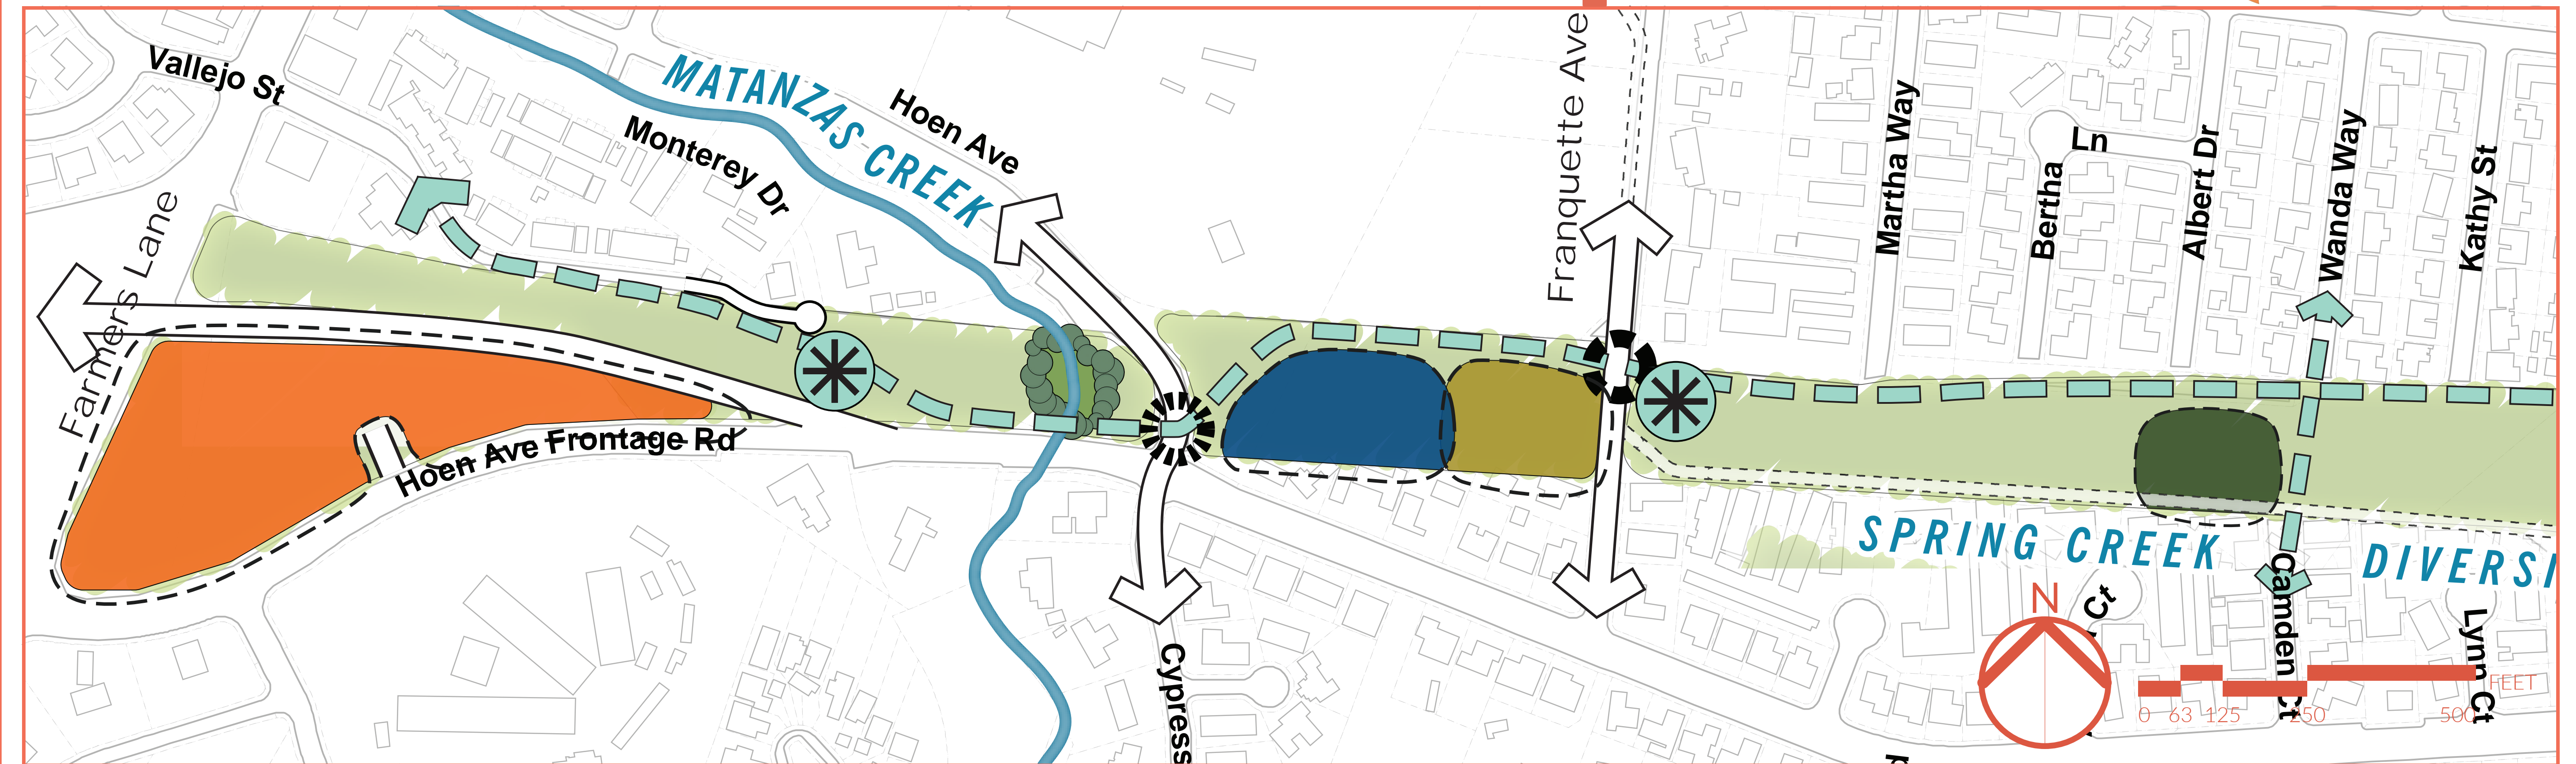 Vallejo St
MATANZAS CREEK
Hoen Ave
Monterey Dr
Farmers Lane
Hoen Ave Frontage Rd
Franquette Ave
Martha Way
Bertha
Ln
Albert Dr
Wanda Way
Kathy St
SPRING CREEK
DIVERSI
Cypress
Ct
Camden Ct
Lynn Ct
N
FEET
0 63 125 250 500